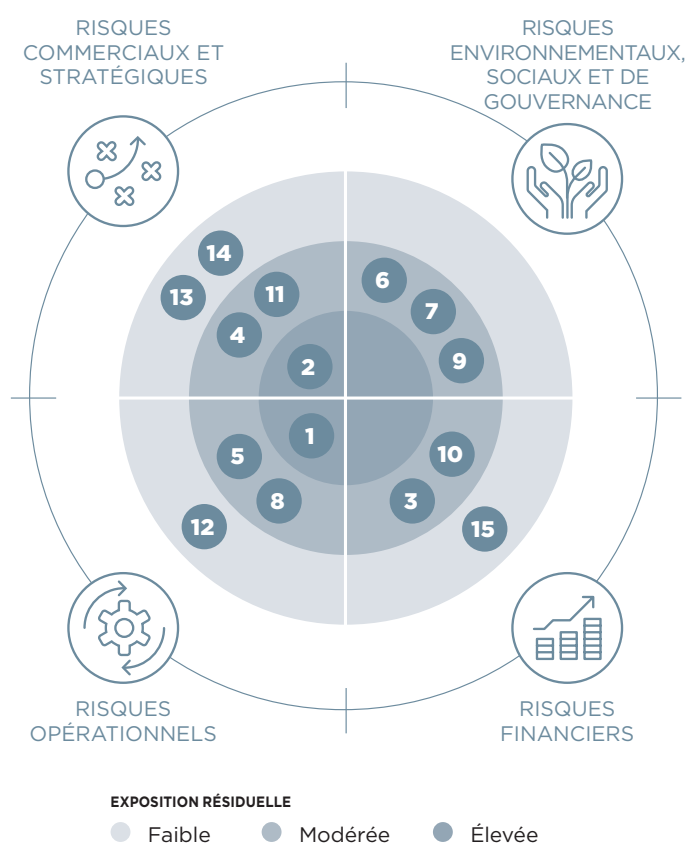 RISQUES
COMMERCIAUX ET
STRATÉGIQUES
RISQUES
ENVIRONNEMENTAUX,
SOCIAUX ET DE
GOUVERNANCE
14
13
11
4
2
6
7
9
1
5
8
12
10
3
15
RISQUES
OPÉRATIONNELS
RISQUES
FINANCIERS
EXPOSITION RÉSIDUELLE
Faible
Modérée
Élevée